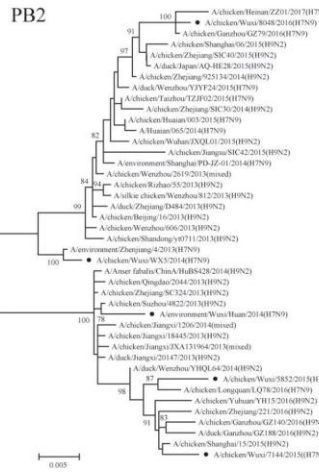 PB2
A/chicken/Heinan/ZZ01/2017(H7N9)
100
A/chicken/Wuxi/8048/2016(H7N9)
A/chicken/Ganzhou/GZ79/2016(H7N9)
91
A/chicken/Shanghai/06/2015(H9N2)
97
A/chicken/Zhejiang/SIC40/2015(H9N2)
A/duck/Japan/AQ-HE28/2015(H9N2)
A/chicken/Zhejiang/925134/2014(H9N2)
A/duck/Wenzhou/YJYF24/2015(H7N9)
A/chicken/Taizhou/TZJF02/2015(H7N9)
A/chicken/Zhejiang/SIC30/2014(H9N2)
A/chicken/Huaian/003/2015(H7N9)
A/Huaian/065/2014(H7N9)
82
A/chicken/Wuhan/JXQL01/2015(H9N2)
A/chicken/Jiangsu/SIC42/2015(H9N2)
A/environment/Shanghai/PD-JZ-01/2014(H7N9)
A/chicken/Wenzhou/2619/2013(mixed)
84
94
A/chicken/Rizhao/55/2013(H9N2)
A/silkie chicken/Wenzhou/812/2013(H9N2)
99
A/duck/Zhejiang/D484/2013(H9N2)
A/chicken/Beijing/16/2013(H9N2)
A/chicken/Wenzhou/606/2013(H9N2)
A/chicken/Shandong/yt0711/2013(H9N2)
A/environment/Zhenjiang/4/2013(H7N9)
100
A/chicken/Wuxi/WX5/2014(H7N9)
A/Anser fabalis/China/HuBS428/2014(H9N2)
A/chicken/Qingdao/2044/2013(H9N2)
A/chicken/Zhejiang/SC324/2013(H9N2)
A/chicken/Suzhou/4822/2013(H9N2)
A/environment/Wuxi/Huan/2014(H7N9)
100
78
A/chicken/Jiangxi/1206/2014(mixed)
A/chicken/Jiangxi/18445/2013(H9N2)
A/chicken/Jiangxi/JXA131964/2013(mixed)
A/duck/Jiangxi/20147/2013(H9N2)
A/duck/Wenzhou/YHQL64/2014(H9N2)
98
87
A/chicken/Wuxi/5852/2015(H7N9)
A/chicken/Longquan/LQ78/2016(H7N9)
A/chicken/Yuhuan/YH15/2016(H9N2)
A/chicken/Zhejiang/221/2016(H9N2)
83
A/chicken/Ganzhou/GZ140/2016(H9N2)
91
A/duck/Ganzhou/GZ188/2016(H9N2)
A/chicken/Shanghai/15/2015(H9N2)
A/chicken/Wuxi/7144/2015((H7N9)
0.005